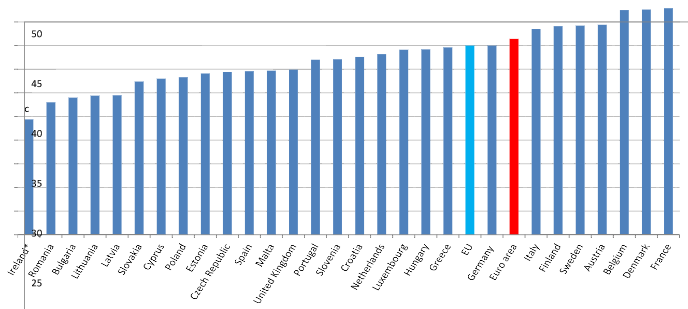 50
45
c
40
35
30
25
Ireland*
Romania
Bulgaria
Lithuania
Latvia
Slovakia
Cyprus
Poland
Estonia
Czech Republic
Spain
Malta
United Kingdom
Portugal
Slovenia
Croatia
Netherlands
Luxembourg
Hungary
Greece
EU
Germany
Euro area
Italy
Finland
Sweden
Austria
Belgium
Denmark
France